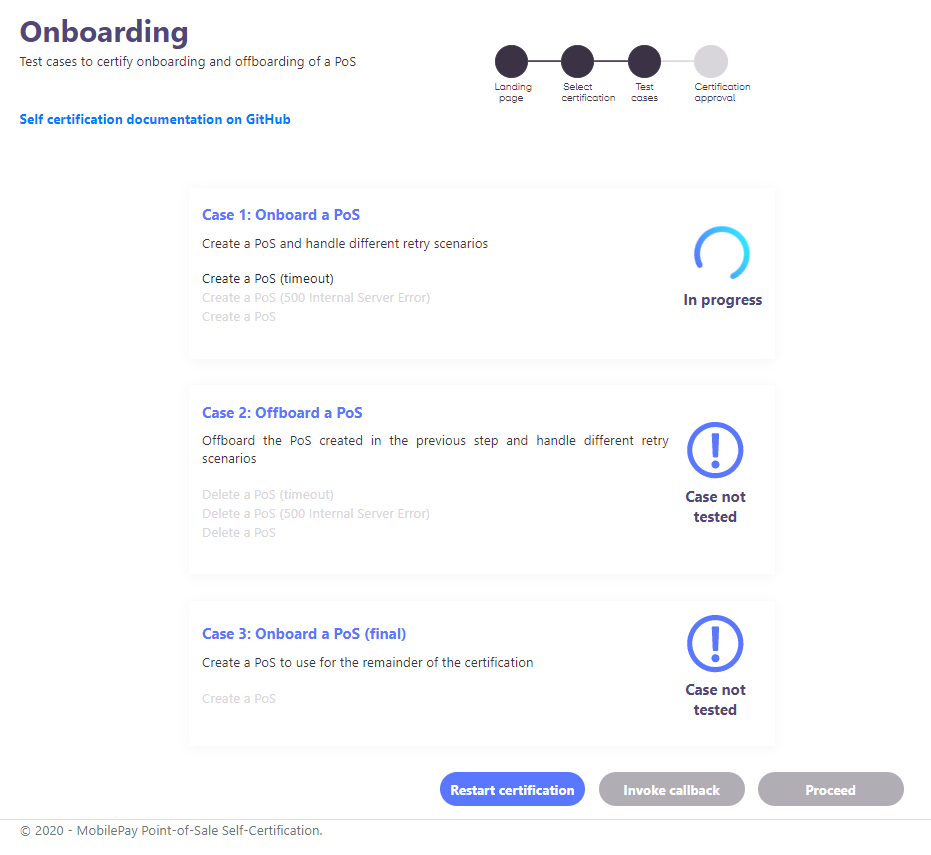 Onboarding
Test cases to certify onboarding and offboarding of a PoS
Landing
page
Select
certification
Test
cases
Certification
approval
Self certification documentation on GitHub
Case 1: Onboard a PoS
Create a PoS and handle different retry scenarios
Create a PoS (timeout)
Create a PoS (500 Internal Server Error)
Create a PoS
In progress
Case 2: Offboard a PoS
Offboard the PoS created in the previous step and handle different retry
scenarios
Delete a PoS (timeout)
Delete a PoS (500 Internal Server Error)
Delete a PoS
Case not
tested
Case 3: Onboard a PoS (final)
Create a PoS to use for the remainder of the certification
Create a PoS
Case not
tested
Restart certification
Invoke callback
Proceed
© 2020 - MobilePay Point-of-Sale Self-Certification.